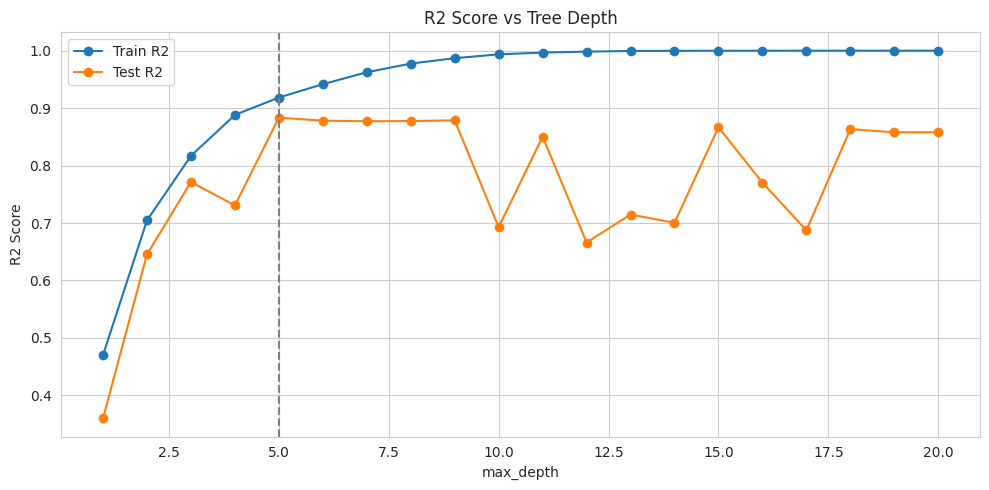 R2 Score vs Tree Depth
Train R2
Test R2
R2 Score
1.0
0.9
0.8
0.7
0.6
0.5
0.4
2.5 5.0 7.5 10.0 12.5 15.0 17.5 20.0
max_depth